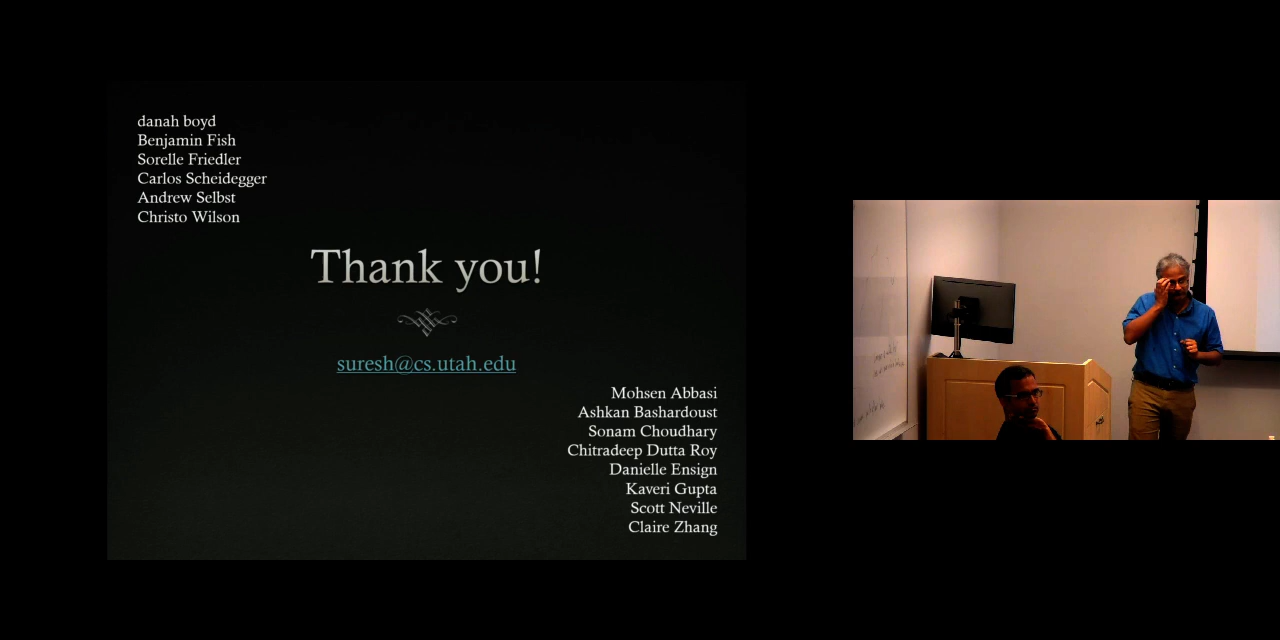 danah boyd
Benjamin Fish
Sorelle Friedler
Carlos Scheidegger
Andrew Selbst
Christo Wilson
Thank you!
suresh@cs.utah.edu
Mohsen Abbasi
Ashkan Bashardoust
Sonam Choudhary
Chitradeep Dutta Roy
Danielle Ensign
Kaveri Gupta
Scott Neville
Claire Zhang